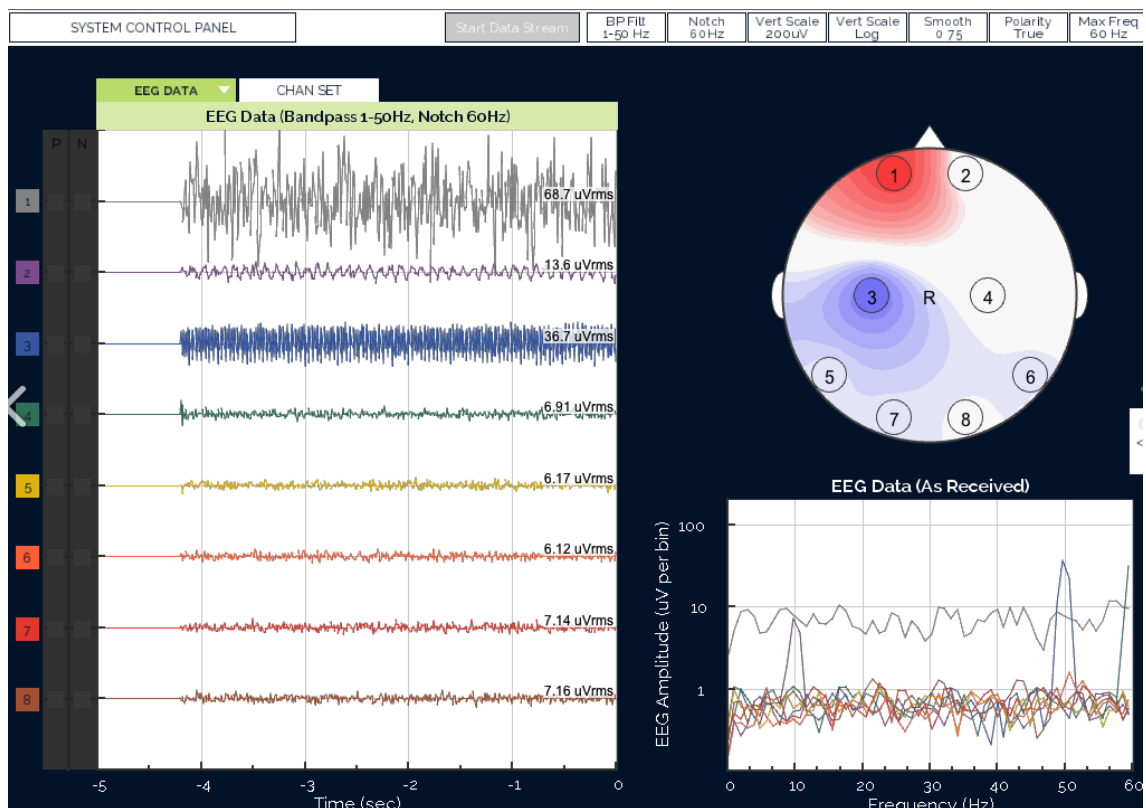 SYSTEM CONTROL PANEL
Start Data Stream
BP Filt
1-50 Hz
Notch
60Hz
Vert Scale
200uV
Vert Scale
Log
Smooth
0.75
Polarity
True
Max Freq
60 Hz
EEG DATA
CHAN SET
EEG Data (Bandpass 1-50Hz, Notch 60Hz)
P N
1
68.7 uVrms
2
13.6 uVrms
3
36.7 uVrms
4
6.91 uVrms
5
6.17 uVrms
6
6.12 uVrms
7
7.14 uVrms
8
7.16 uVrms
-5 -4 -3 -2 -1 0
Time (sec)
1 2
3 R 4
5 6
7 8
EEG Data (As Received)
EEG Amplitude (uV per bin)
100
10
1
0 10 20 30 40 50 60
Frequency (Hz)
<